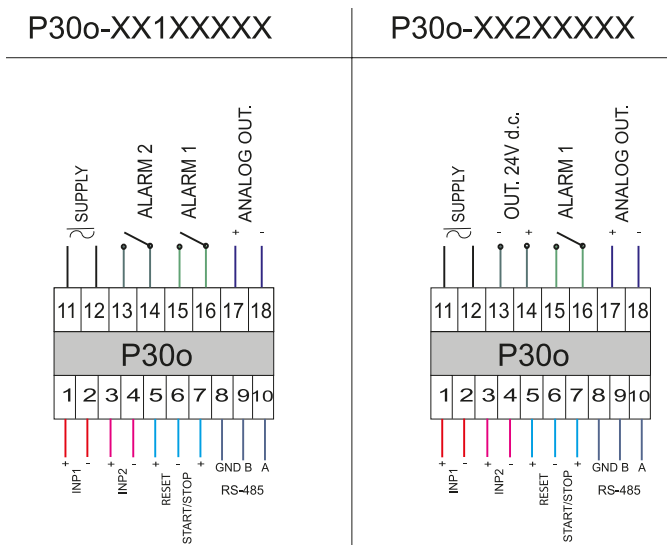 P30o-XX1XXXXX
SUPPLY
ALARM 2
ALARM 1
+ ANALOG OUT. -
11 12 13 14 15 16 17 18
P30o
1 2 3 4 5 6 7 8 9 10
+ - + - + - + GND B A
INP1 INP2 RESET START/STOP RS-485
P30o-XX2XXXXX
SUPPLY
- OUT. 24V d.c. +
ALARM 1
+ ANALOG OUT. -
11 12 13 14 15 16 17 18
P30o
1 2 3 4 5 6 7 8 9 10
+ - + - + - + GND B A
INP1 INP2 RESET START/STOP RS-485